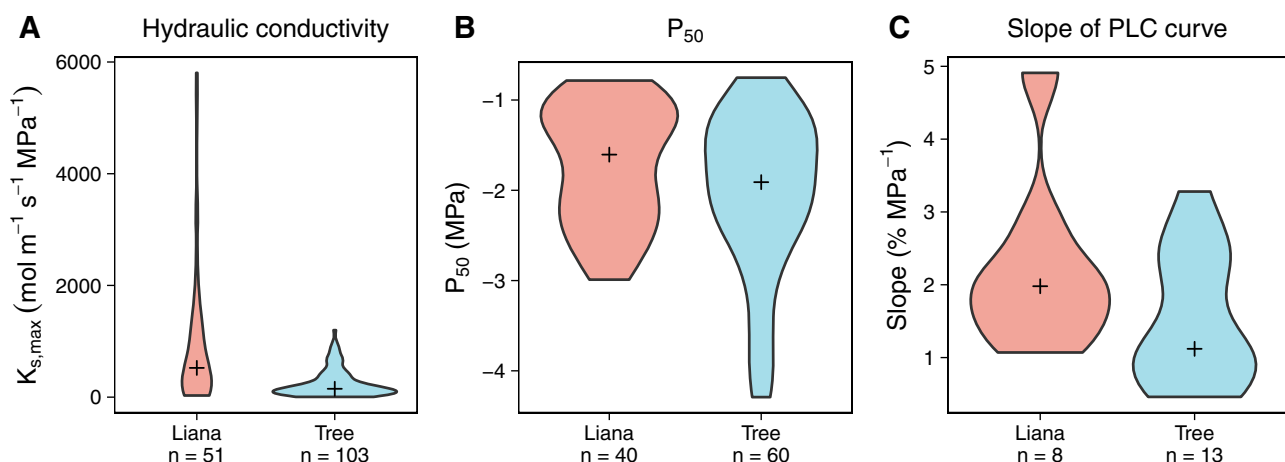 A Hydraulic conductivity
K_s,max (mol m⁻¹ s⁻¹ MPa⁻¹)
6000
4000
2000
0
Liana
n = 51
Tree
n = 103
B P₅₀
P₅₀ (MPa)
−1
−2
−3
−4
Liana
n = 40
Tree
n = 60
C Slope of PLC curve
Slope (% MPa⁻¹)
5
4
3
2
1
Liana
n = 8
Tree
n = 13